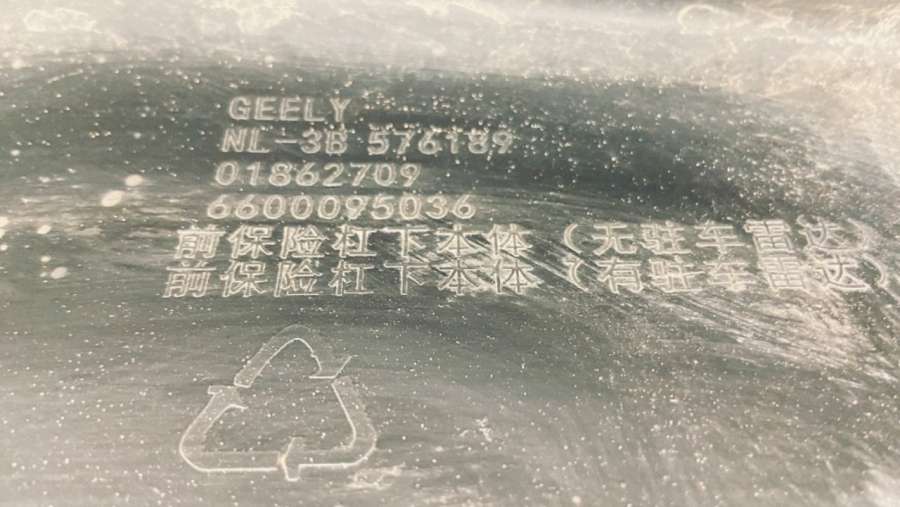 GEELY
NL-3B 576189
01862709
6600095036
前保险杠下本体（无驻车雷达）
前保险杠下本体（有驻车雷达）